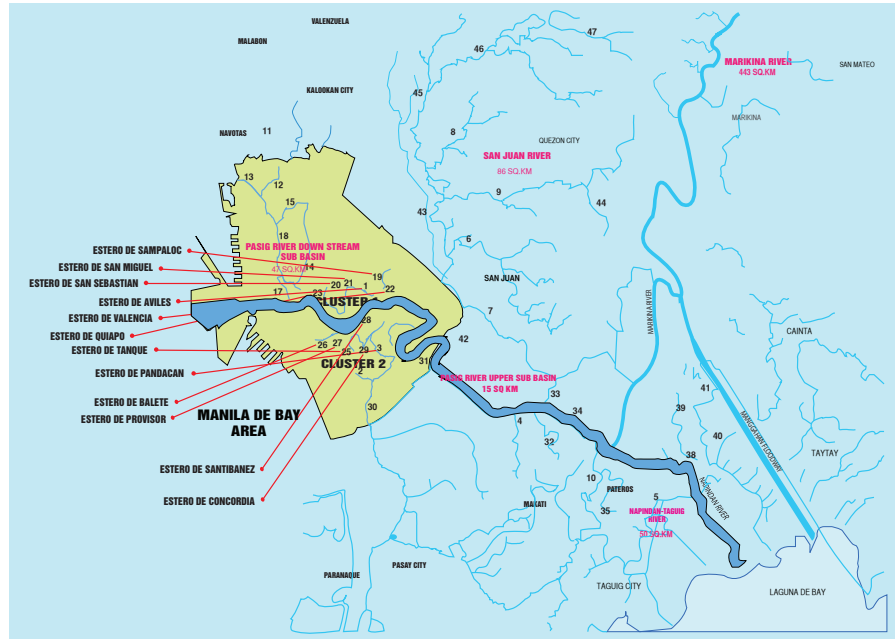 VALENZUELA
MALABON
47
46
MARIKINA RIVER
443 SQ.KM
SAN MATEO
KALOOKAN CITY
45
MARIKINA
NAVOTAS
11
8
QUEZON CITY
SAN JUAN RIVER
86 SQ.KM
13
12
9
15
44
43
18
6
ESTERO DE SAMPALOC
PASIG RIVER DOWN STREAM
SUB BASIN
47 SQ.KM
14
ESTERO DE SAN MIGUEL
19
SAN JUAN
ESTERO DE SAN SEBASTIAN
20
21
1
22
17
23
ESTERO DE AVILES
CLUSTER
MARIKINA RIVER
7
ESTERO DE VALENCIA
28
CAINTA
ESTERO DE QUIAPO
42
26
27
ESTERO DE TANQUE
25
29
3
31
CLUSTER 2
2
ESTERO DE PANDACAN
PASIG RIVER UPPER SUB BASIN
15 SQ KM
41
33
ESTERO DE BALETE
30
34
39
MANILA DE BAY
AREA
ESTERO DE PROVISOR
4
MANGGAHAN FLOODWAY
32
40
TAYTAY
38
ESTERO DE SANTIBANEZ
10
PATEROS
NAPINDAN RIVER
5
ESTERO DE CONCORDIA
MAKATI
35
NAPINDAN-TAGUIG
RIVER
50 SQ.KM
PASAY CITY
PARANAQUE
TAGUIG CITY
LAGUNA DE BAY